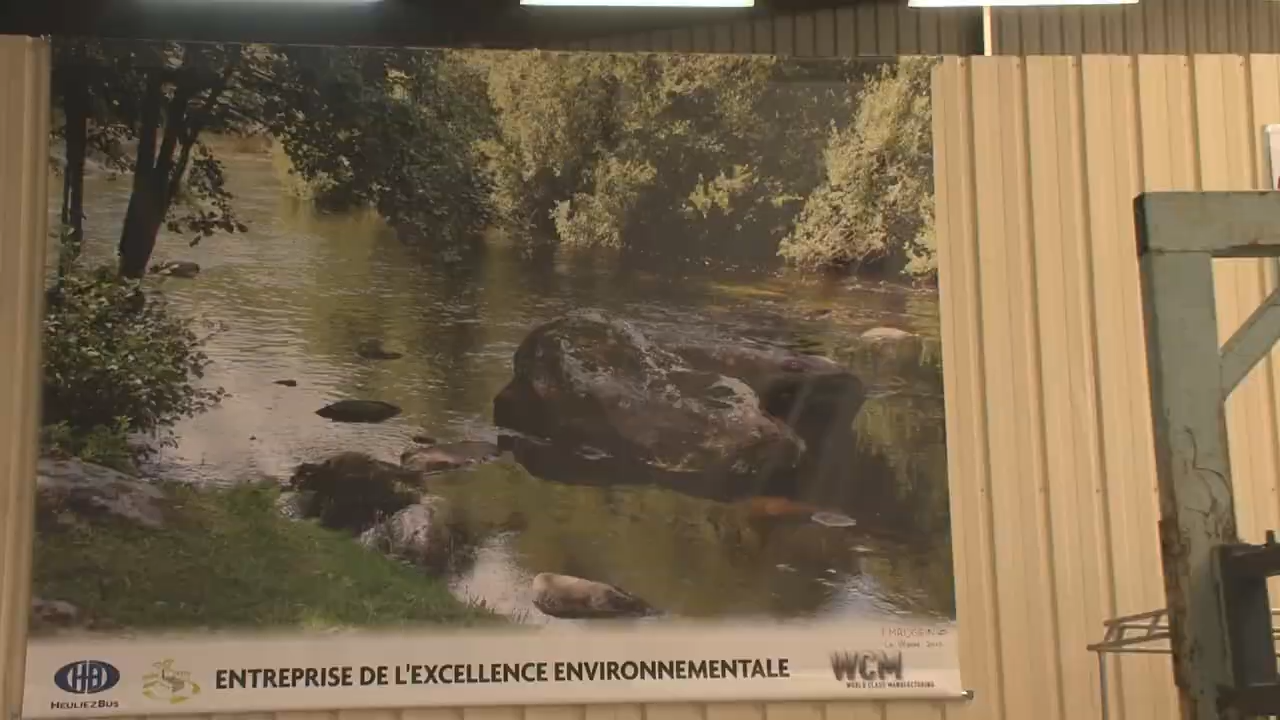 HEULIEZBUS
ENTREPRISE DE L'EXCELLENCE ENVIRONNEMENTALE
WCM
WORLD CLASS MANUFACTURING